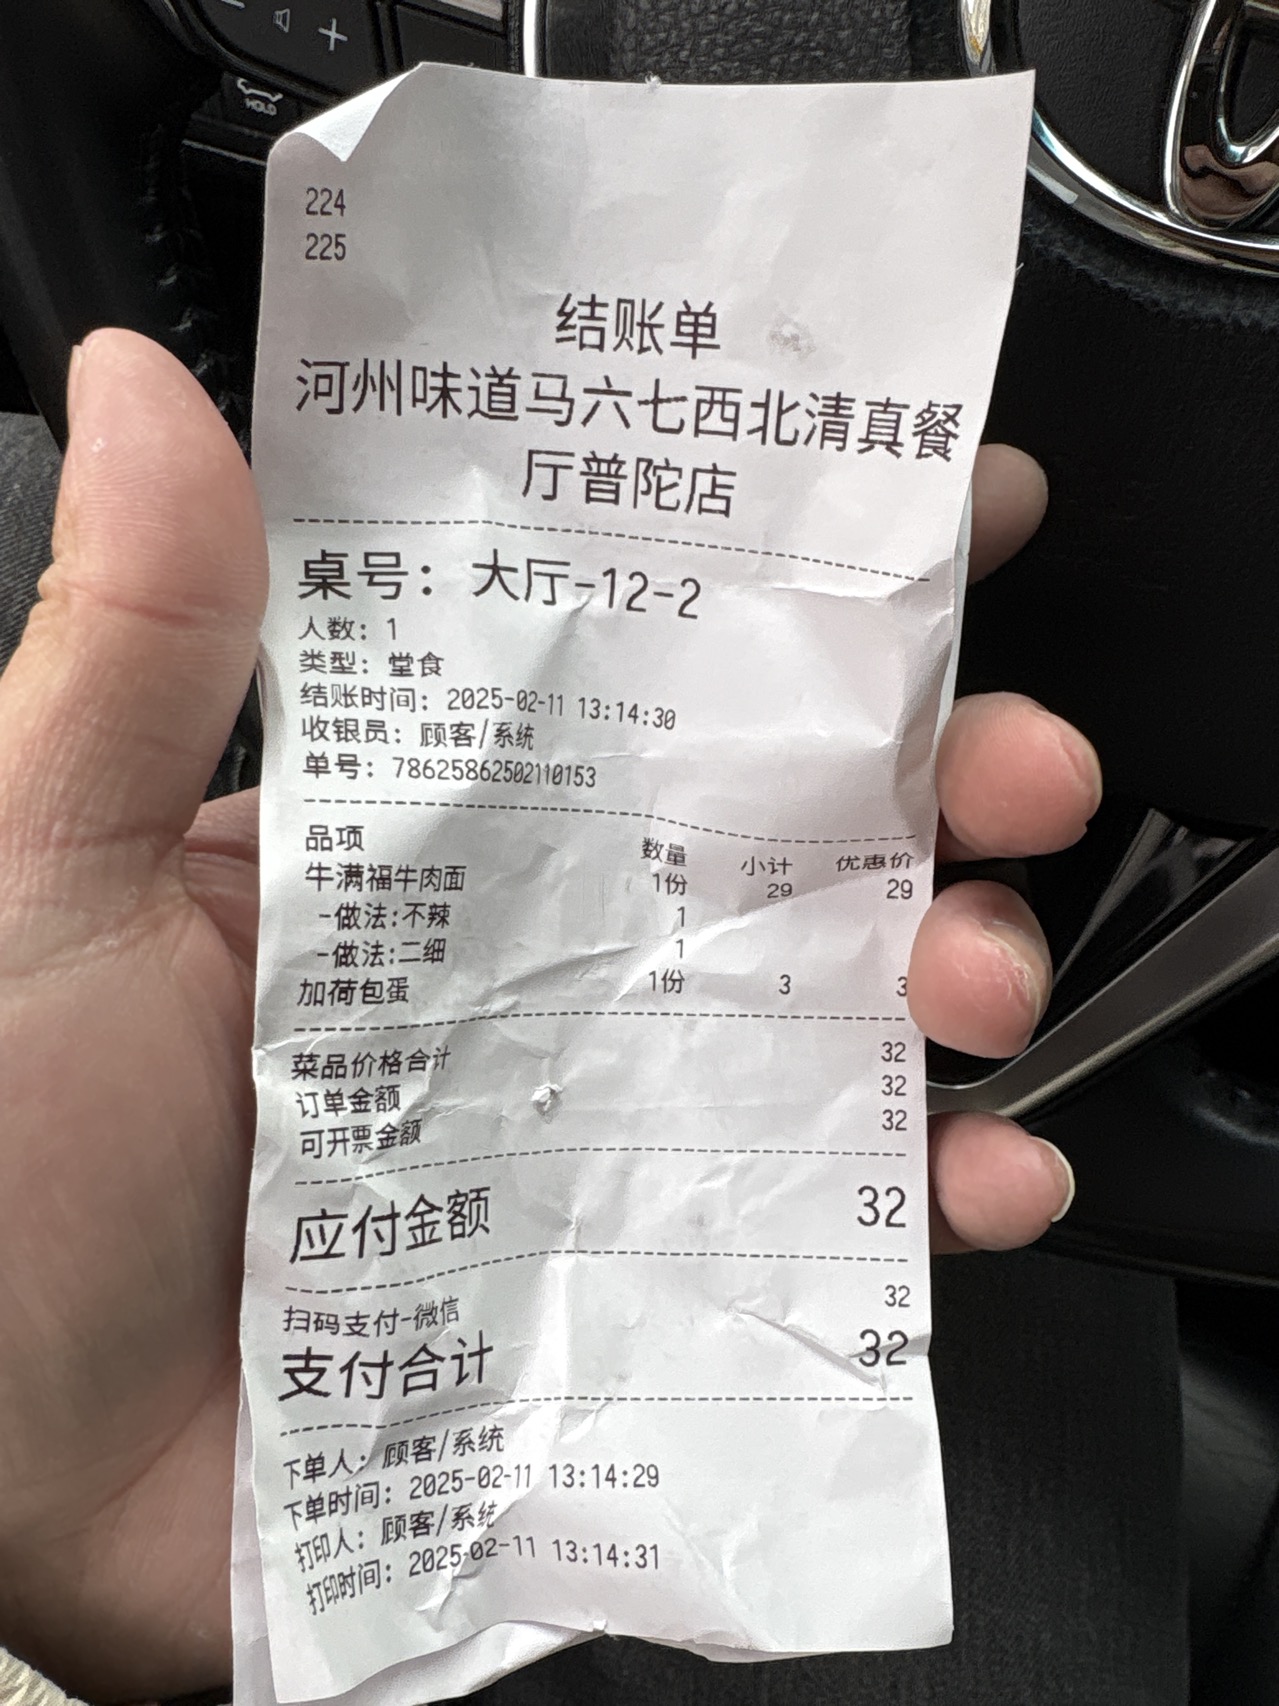 HOLD
224
225
结账单
河州味道马六七西北清真餐
厅普陀店
桌号：大厅-12-2
人数：1
类型：堂食
结账时间：2025-02-11 13:14:30
收银员：顾客/系统
单号：786258625021101​53
品项 数量 小计 优惠价
牛满福牛肉面 1份 29 29
-做法:不辣 1
-做法:二细 1
加荷包蛋 1份 3 3
菜品价格合计 32
订单金额 32
可开票金额 32
应付金额 32
扫码支付-微信 32
支付合计 32
下单人：顾客/系统
下单时间：2025-02-11 13:14:29
打印人：顾客/系统
打印时间：2025-02-11 13:14:31